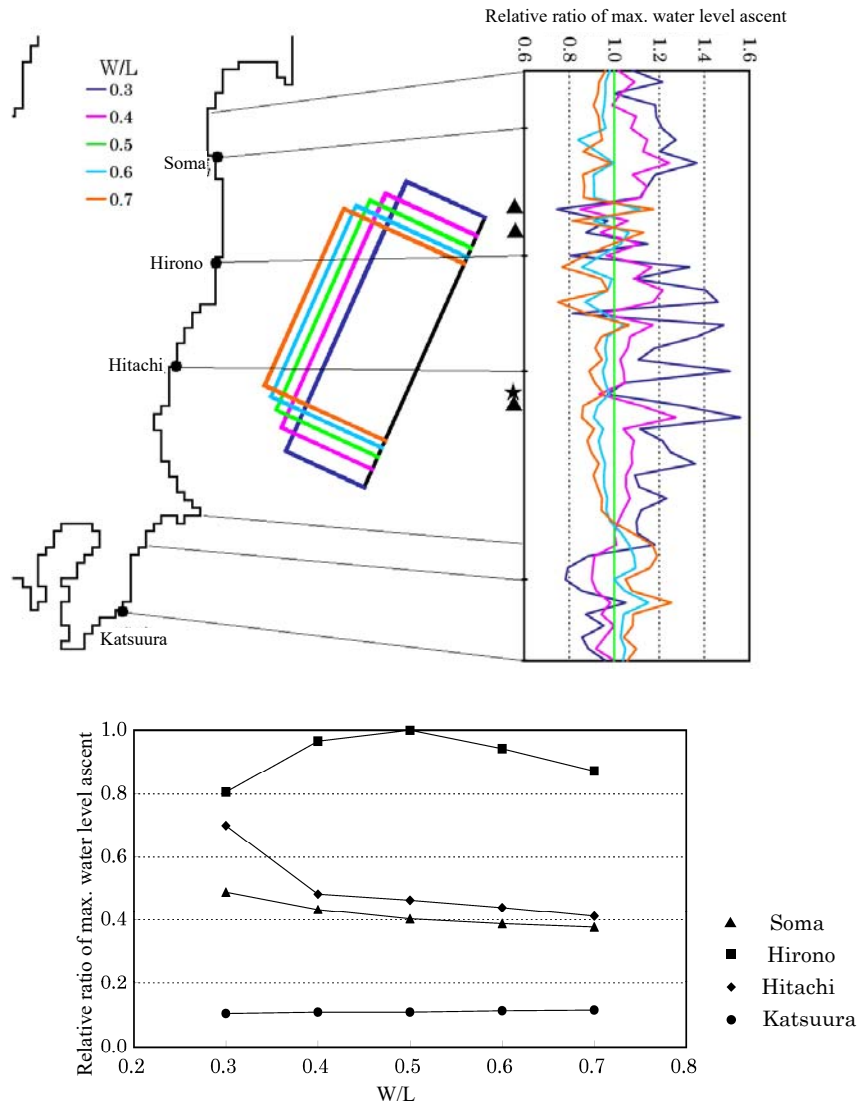 Relative ratio of max. water level ascent
0.6 0.8 1.0 1.2 1.4 1.6
W/L
0.3
0.4
0.5
0.6
0.7
Soma
Hirono
Hitachi
Katsuura
Relative ratio of max. water level ascent
1.0
0.8
0.6
0.4
0.2
0.0
0.2 0.3 0.4 0.5 0.6 0.7 0.8
W/L
Soma
Hirono
Hitachi
Katsuura